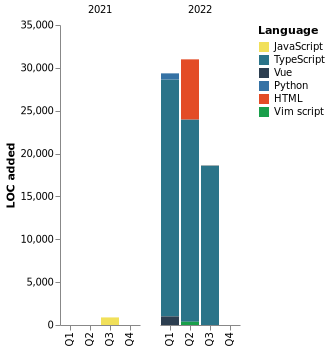 2021
2022
Language
JavaScript
TypeScript
Vue
Python
HTML
Vim script
LOC added
35,000
30,000
25,000
20,000
15,000
10,000
5,000
0
Q1
Q2
Q3
Q4
Q1
Q2
Q3
Q4